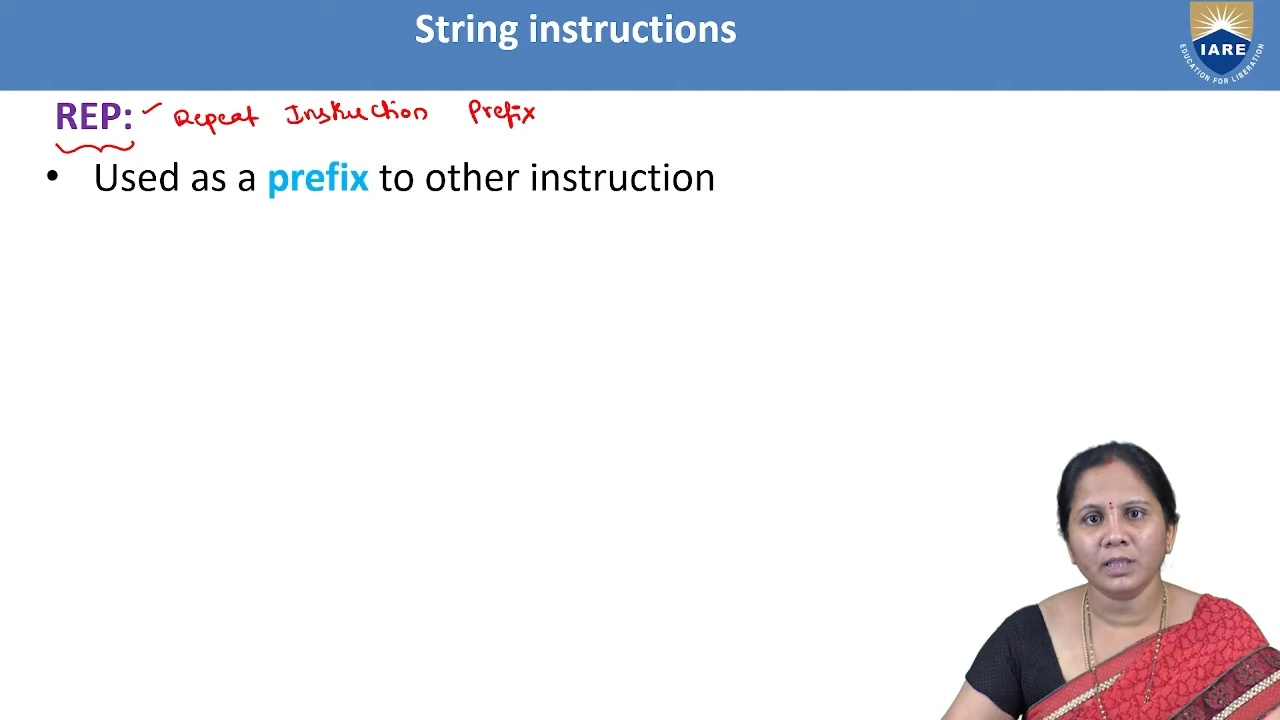 String instructions
IARE
EDUCATION FOR LIBERATION
REP: Repeat Instruction Prefix
• Used as a prefix to other instruction